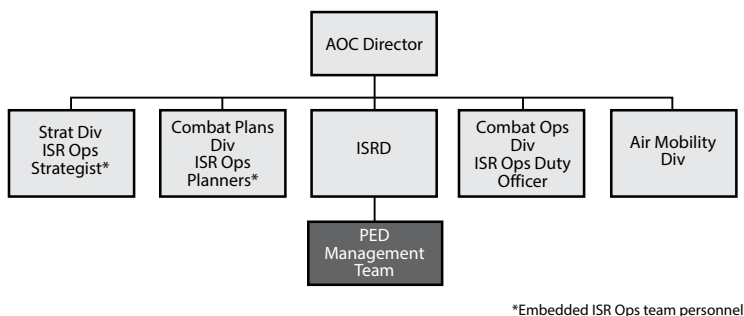 AOC Director
Strat Div
ISR Ops
Strategist*
Combat Plans
Div
ISR Ops
Planners*
ISRD
Combat Ops
Div
ISR Ops Duty
Officer
Air Mobility
Div
PED
Management
Team
*Embedded ISR Ops team personnel